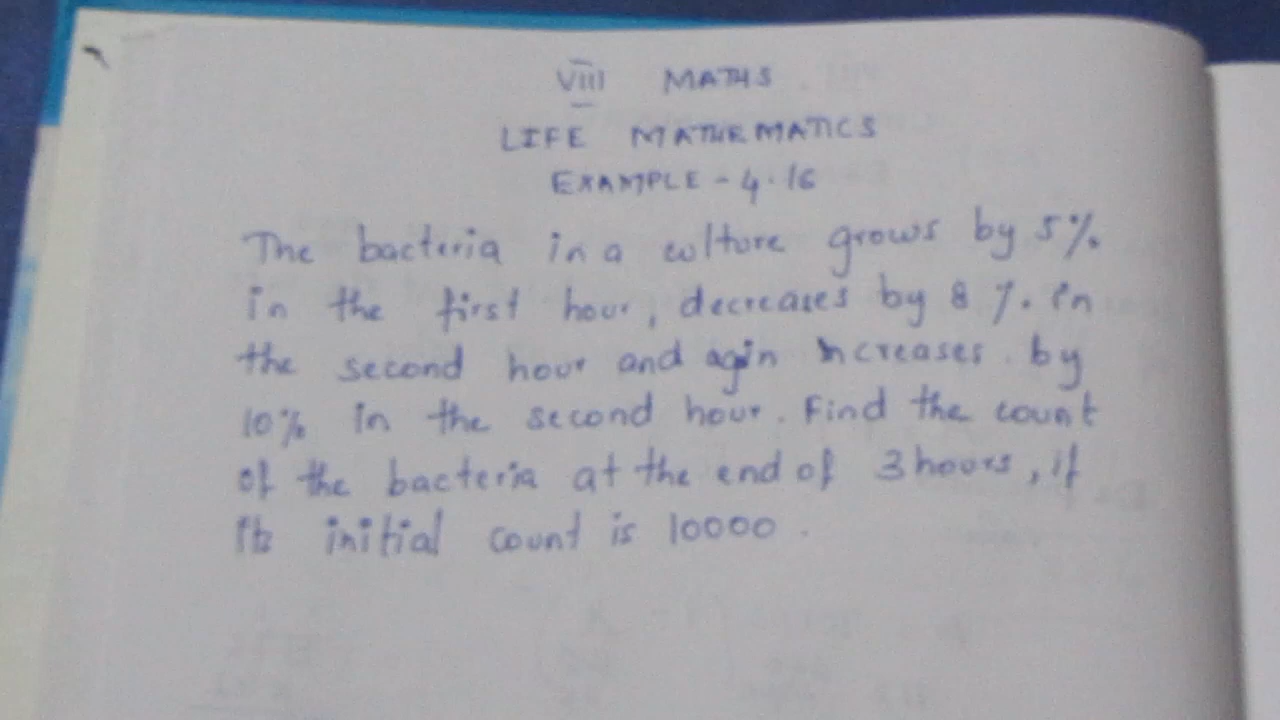 VIII MATHS
LIFE MATHEMATICS
EXAMPLE - 4.16
The bacteria in a culture grows by 5%
in the first hour, decreases by 8 %. in
the second hour and agin increases by
10% in the second hour. Find the count
of the bacteria at the end of 3 hours, if
its initial count is 10000.